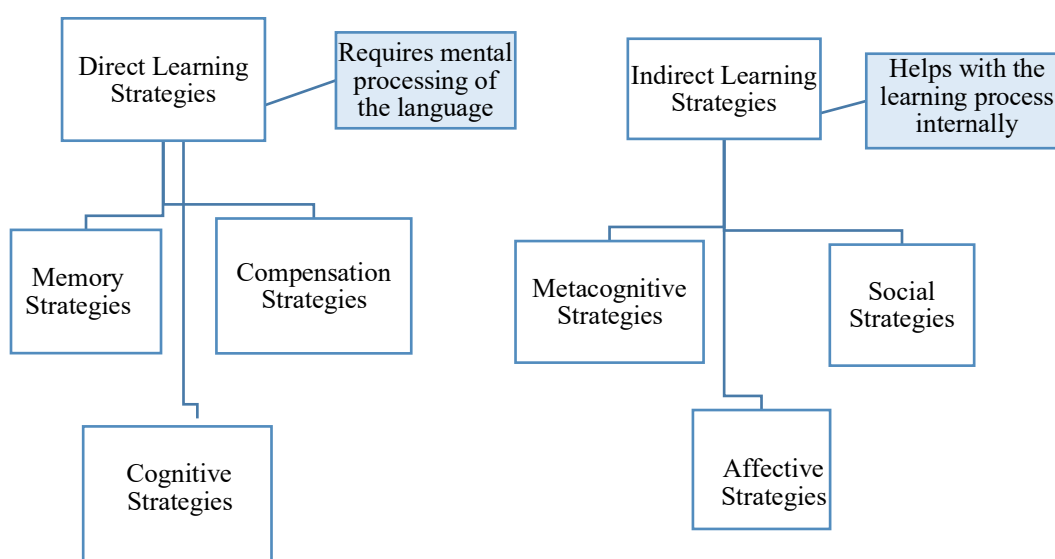 Direct Learning
Strategies
Requires mental
processing of
the language
Indirect Learning
Strategies
Helps with the
learning process
internally
Memory
Strategies
Compensation
Strategies
Metacognitive
Strategies
Social
Strategies
Cognitive
Strategies
Affective
Strategies